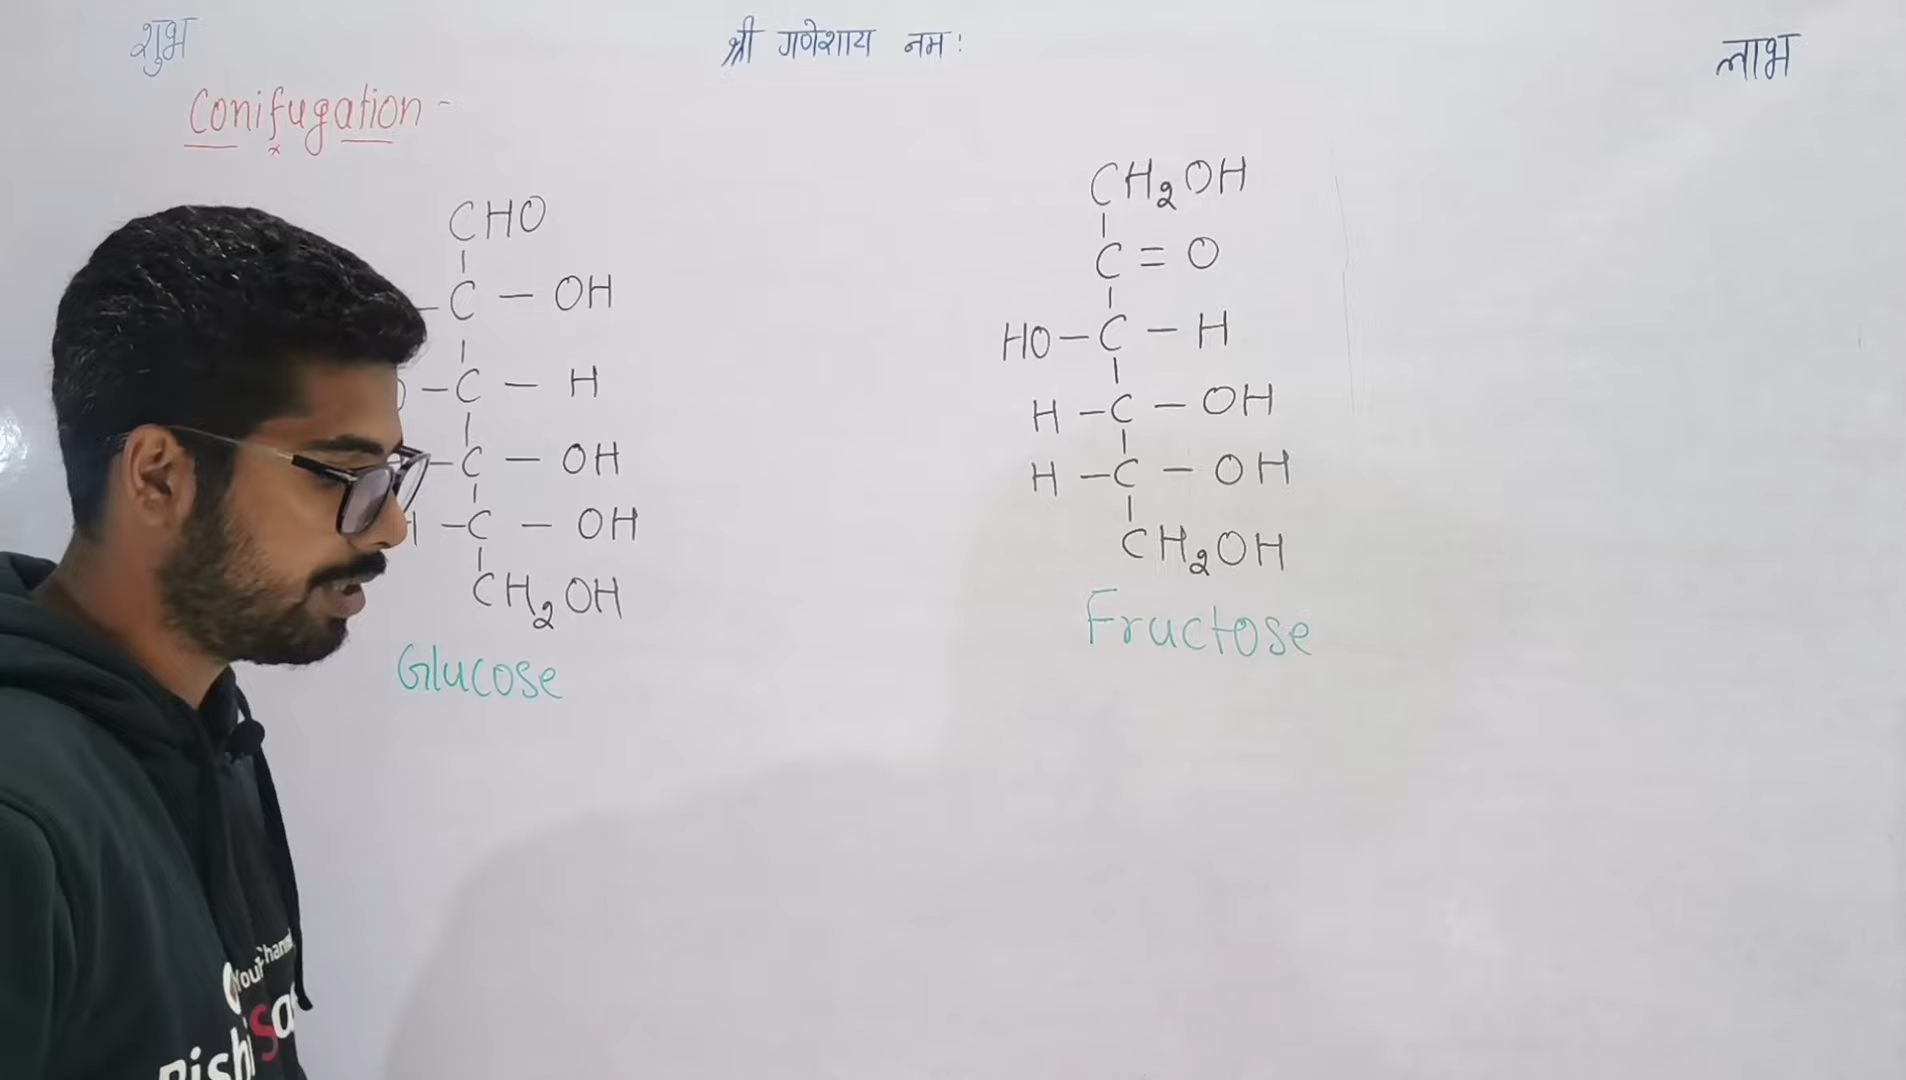 शुभ श्री गणेशाय नमः लाभ
Conifugation -
CHO
- C - OH
- C - H
- C - OH
- C - OH
CH₂OH
Glucose
CH₂OH
C = O
HO - C - H
H - C - OH
H - C - OH
CH₂OH
Fructose